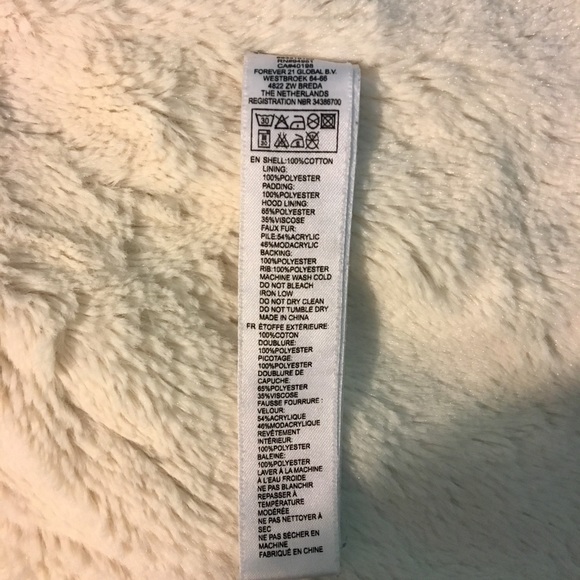 CA#40196
FOREVER 21 GLOBAL B.V.
WESTBROEK 64-66
4822 ZW BREDA
THE NETHERLANDS
REGISTRATION NBR 34386700
30
30
EN SHELL:100%COTTON
LINING:
100%POLYESTER
PADDING:
100%POLYESTER
HOOD LINING:
65%POLYESTER
35%VISCOSE
FAUX FUR:
PILE:54%ACRYLIC
46%MODACRYLIC
BACKING:
100%POLYESTER
RIB:100%POLYESTER
MACHINE WASH COLD
DO NOT BLEACH
IRON LOW
DO NOT DRY CLEAN
DO NOT TUMBLE DRY
MADE IN CHINA
FR ÉTOFFE EXTÉRIEURE:
100%COTON
DOUBLURE:
100%POLYESTER
PICOTAGE:
100%POLYESTER
DOUBLURE DE
CAPUCHE:
65%POLYESTER
35%VISCOSE
FAUSSE FOURRURE :
VELOUR:
54%ACRYLIQUE
46%MODACRYLIQUE
REVÊTEMENT
INTÉRIEUR:
100%POLYESTER
BALEINE:
100%POLYESTER
LAVER À LA MACHINE
À L'EAU FROIDE
NE PAS BLANCHIR
REPASSER À
TEMPÉRATURE
MODÉRÉE
NE PAS NETTOYER À
SEC
NE PAS SÉCHER EN
MACHINE
FABRIQUÉ EN CHINE